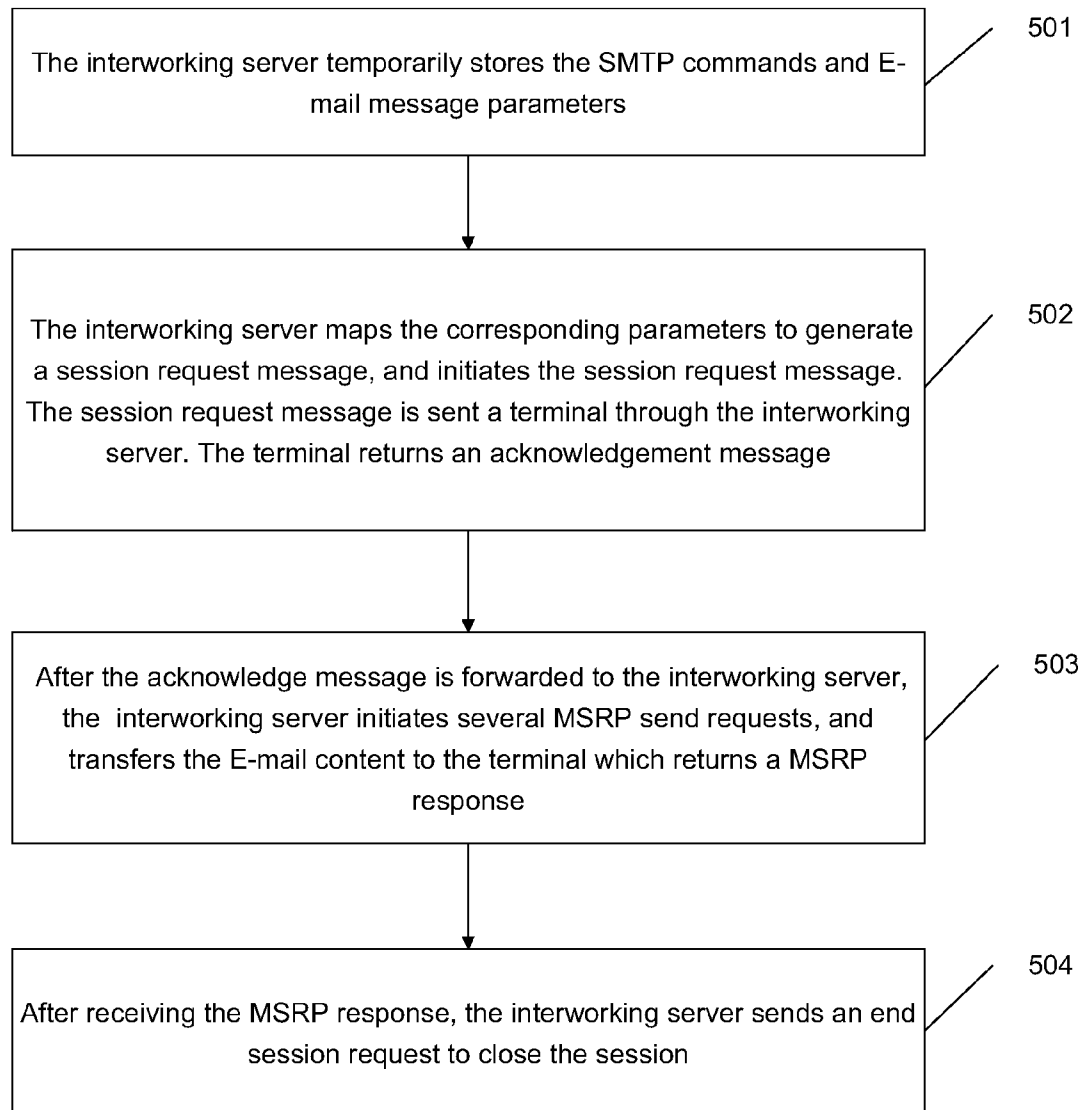 501
The interworking server temporarily stores the SMTP commands and E-
mail message parameters
502
The interworking server maps the corresponding parameters to generate
a session request message, and initiates the session request message.
The session request message is sent a terminal through the interworking
server. The terminal returns an acknowledgement message
503
After the acknowledge message is forwarded to the interworking server,
the interworking server initiates several MSRP send requests, and
transfers the E-mail content to the terminal which returns a MSRP
response
504
After receiving the MSRP response, the interworking server sends an end
session request to close the session